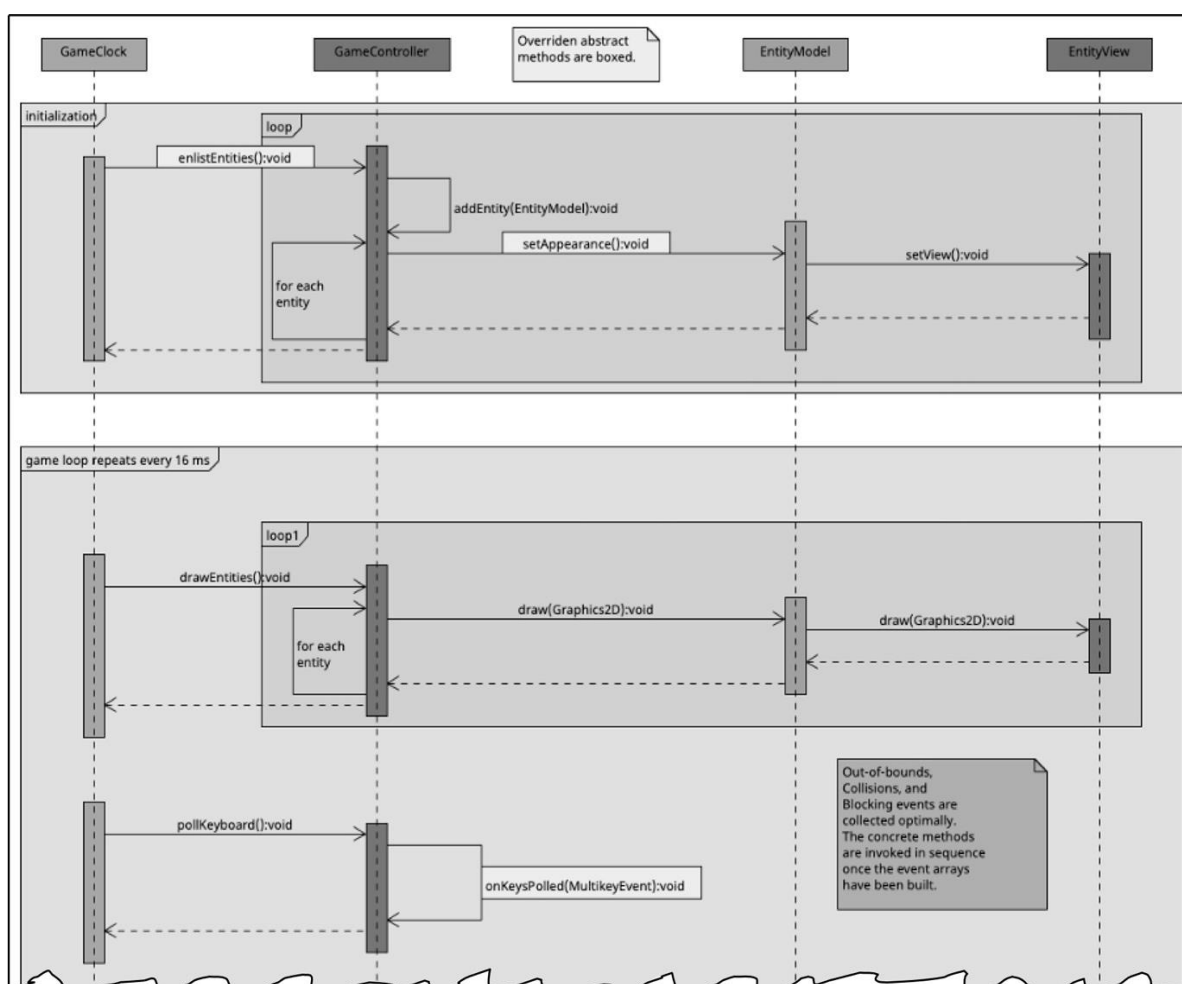 GameClock
GameController
Overriden abstract
methods are boxed.
EntityModel
EntityView
initialization
loop
enlistEntities():void
addEntity(EntityModel):void
setAppearance():void
setView():void
for each
entity
game loop repeats every 16 ms
loop1
drawEntities():void
draw(Graphics2D):void
draw(Graphics2D):void
for each
entity
Out-of-bounds,
Collisions, and
Blocking events are
collected optimally.
The concrete methods
are invoked in sequence
once the event arrays
have been built.
pollKeyboard():void
onKeysPolled(MultikeyEvent):void